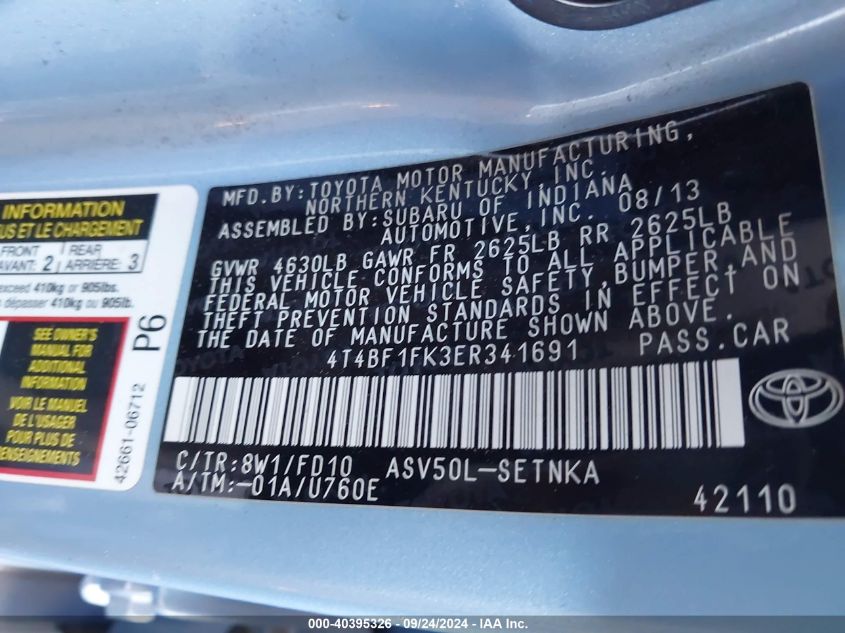 MFD.BY:TOYOTA MOTOR MANUFACTURING,
NORTHERN KENTUCKY,INC.
ASSEMBLED BY:SUBARU OF INDIANA
AUTOMOTIVE,INC. 08/13
GVWR 4630LB GAWR FR 2625LB RR 2625LB
THIS VEHICLE CONFORMS TO ALL APPLICABLE
FEDERAL MOTOR VEHICLE SAFETY,BUMPER,AND
THEFT PREVENTION STANDARDS IN EFFECT ON
THE DATE OF MANUFACTURE SHOWN ABOVE.
4T4BF1FK3ER341691 PASS.CAR
C/TR:8W1/FD10 ASV50L-SETNKA
A/TM:-01A/U760E
42110
INFORMATION
ET LE CHARGEMENT
FRONT
AVANT: 2
REAR
ARRIÈRE: 3
exceed 410kg or 905lbs.
dépasser 410kg ou 905lb.
SEE OWNER'S
MANUAL FOR
ADDITIONAL
INFORMATION
VOIR LE MANUEL
DE L'USAGER
POUR PLUS DE
RENSEIGNEMENTS
P6
42661-06712
<00-40395326 - 09/24/2024 - IAA Inc.>